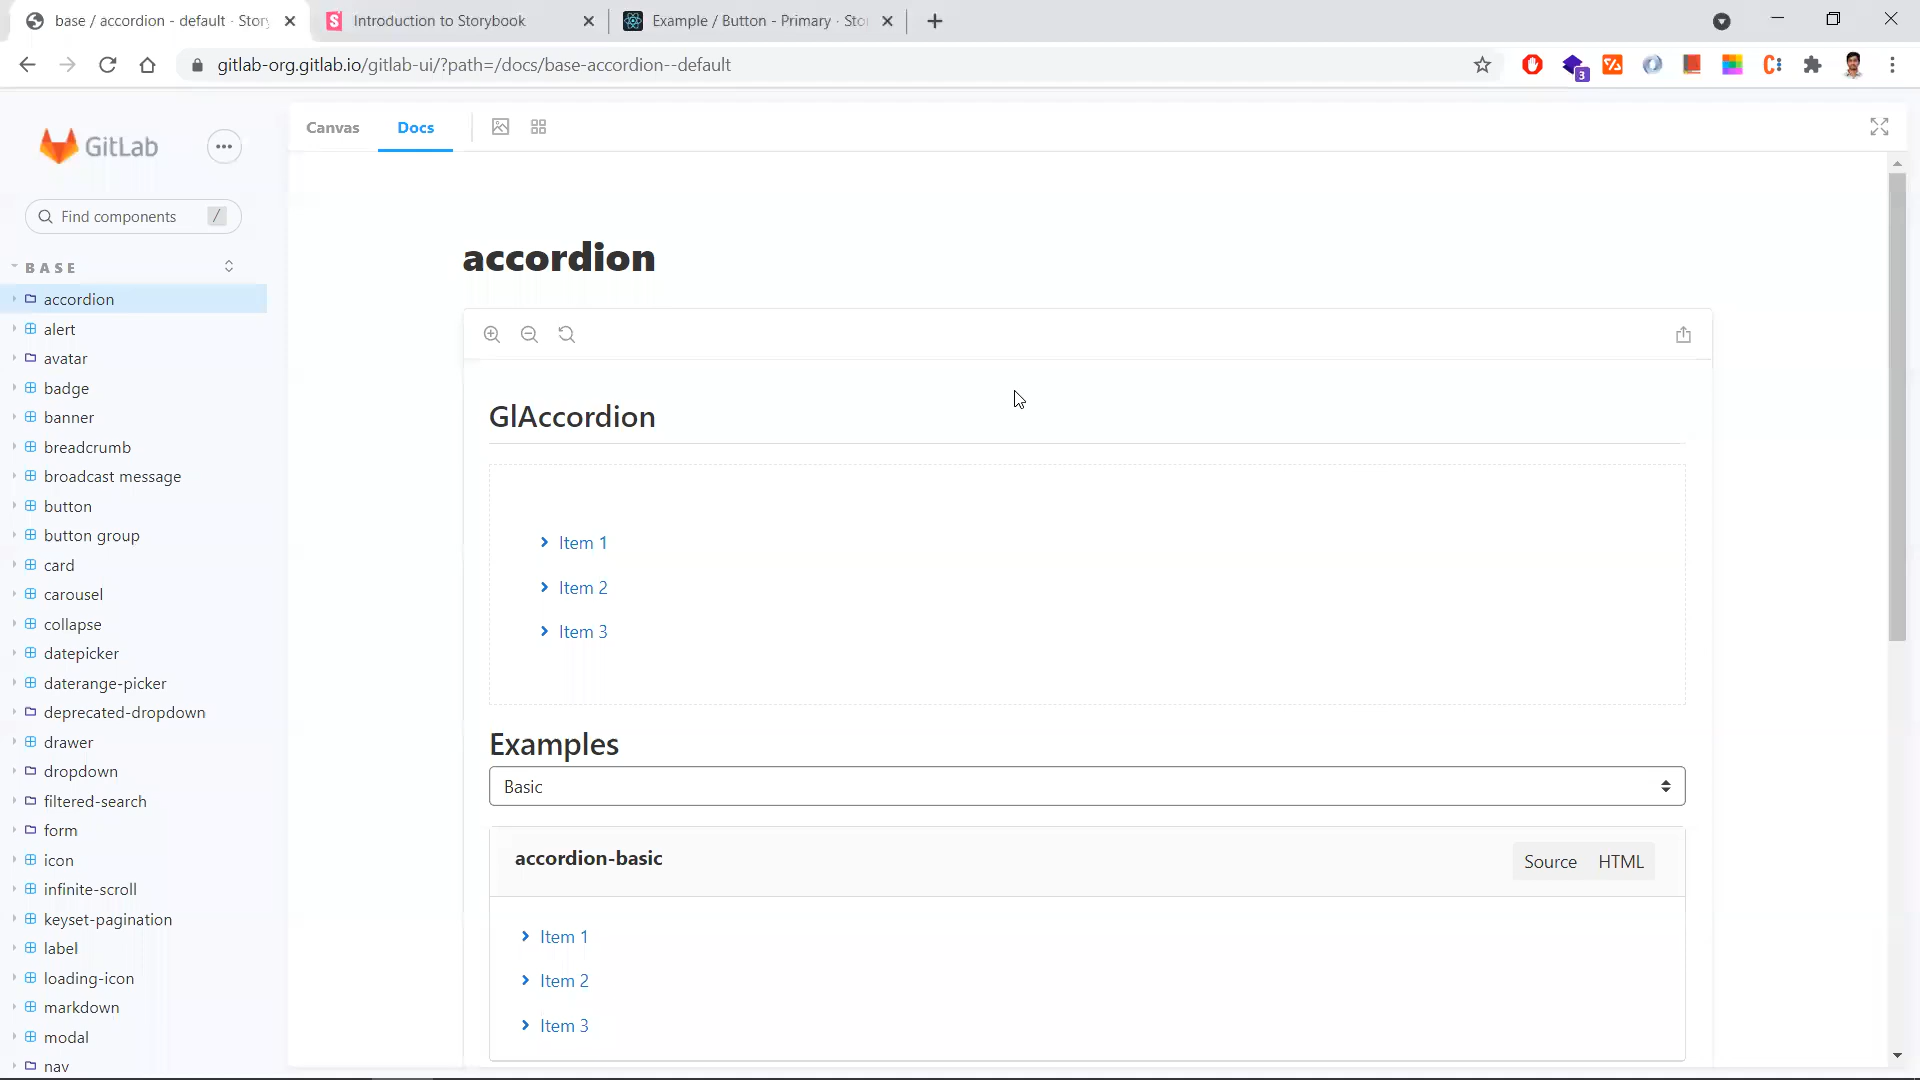 base / accordion - default · Story
Introduction to Storybook
Example / Button - Primary · Sto
gitlab-org.gitlab.io/gitlab-ui/?path=/docs/base-accordion--default
3
GitLab
Canvas
Docs
Find components
/
BASE
accordion
alert
avatar
badge
banner
breadcrumb
broadcast message
button
button group
card
carousel
collapse
datepicker
daterange-picker
deprecated-dropdown
drawer
dropdown
filtered-search
form
icon
infinite-scroll
keyset-pagination
label
loading-icon
markdown
modal
nav
accordion
GlAccordion
Item 1
Item 2
Item 3
Examples
Basic
accordion-basic
Source
HTML
Item 1
Item 2
Item 3